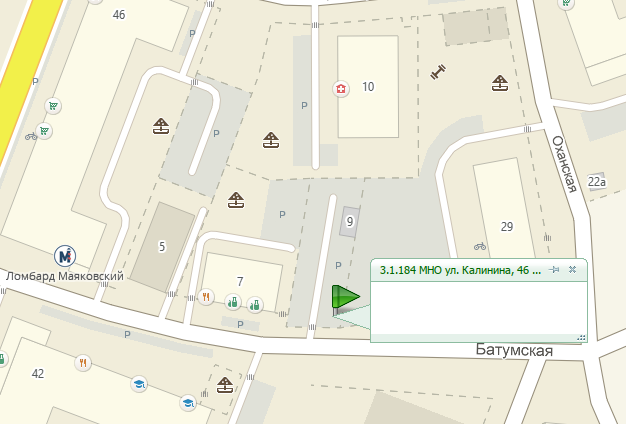 46
P
P
10
P
Оханская
22а
P
9
29
5
Ломбард Маяковский
P
7
3.1.184 МНО ул. Калинина, 46 ...
P
P
Батумская
42